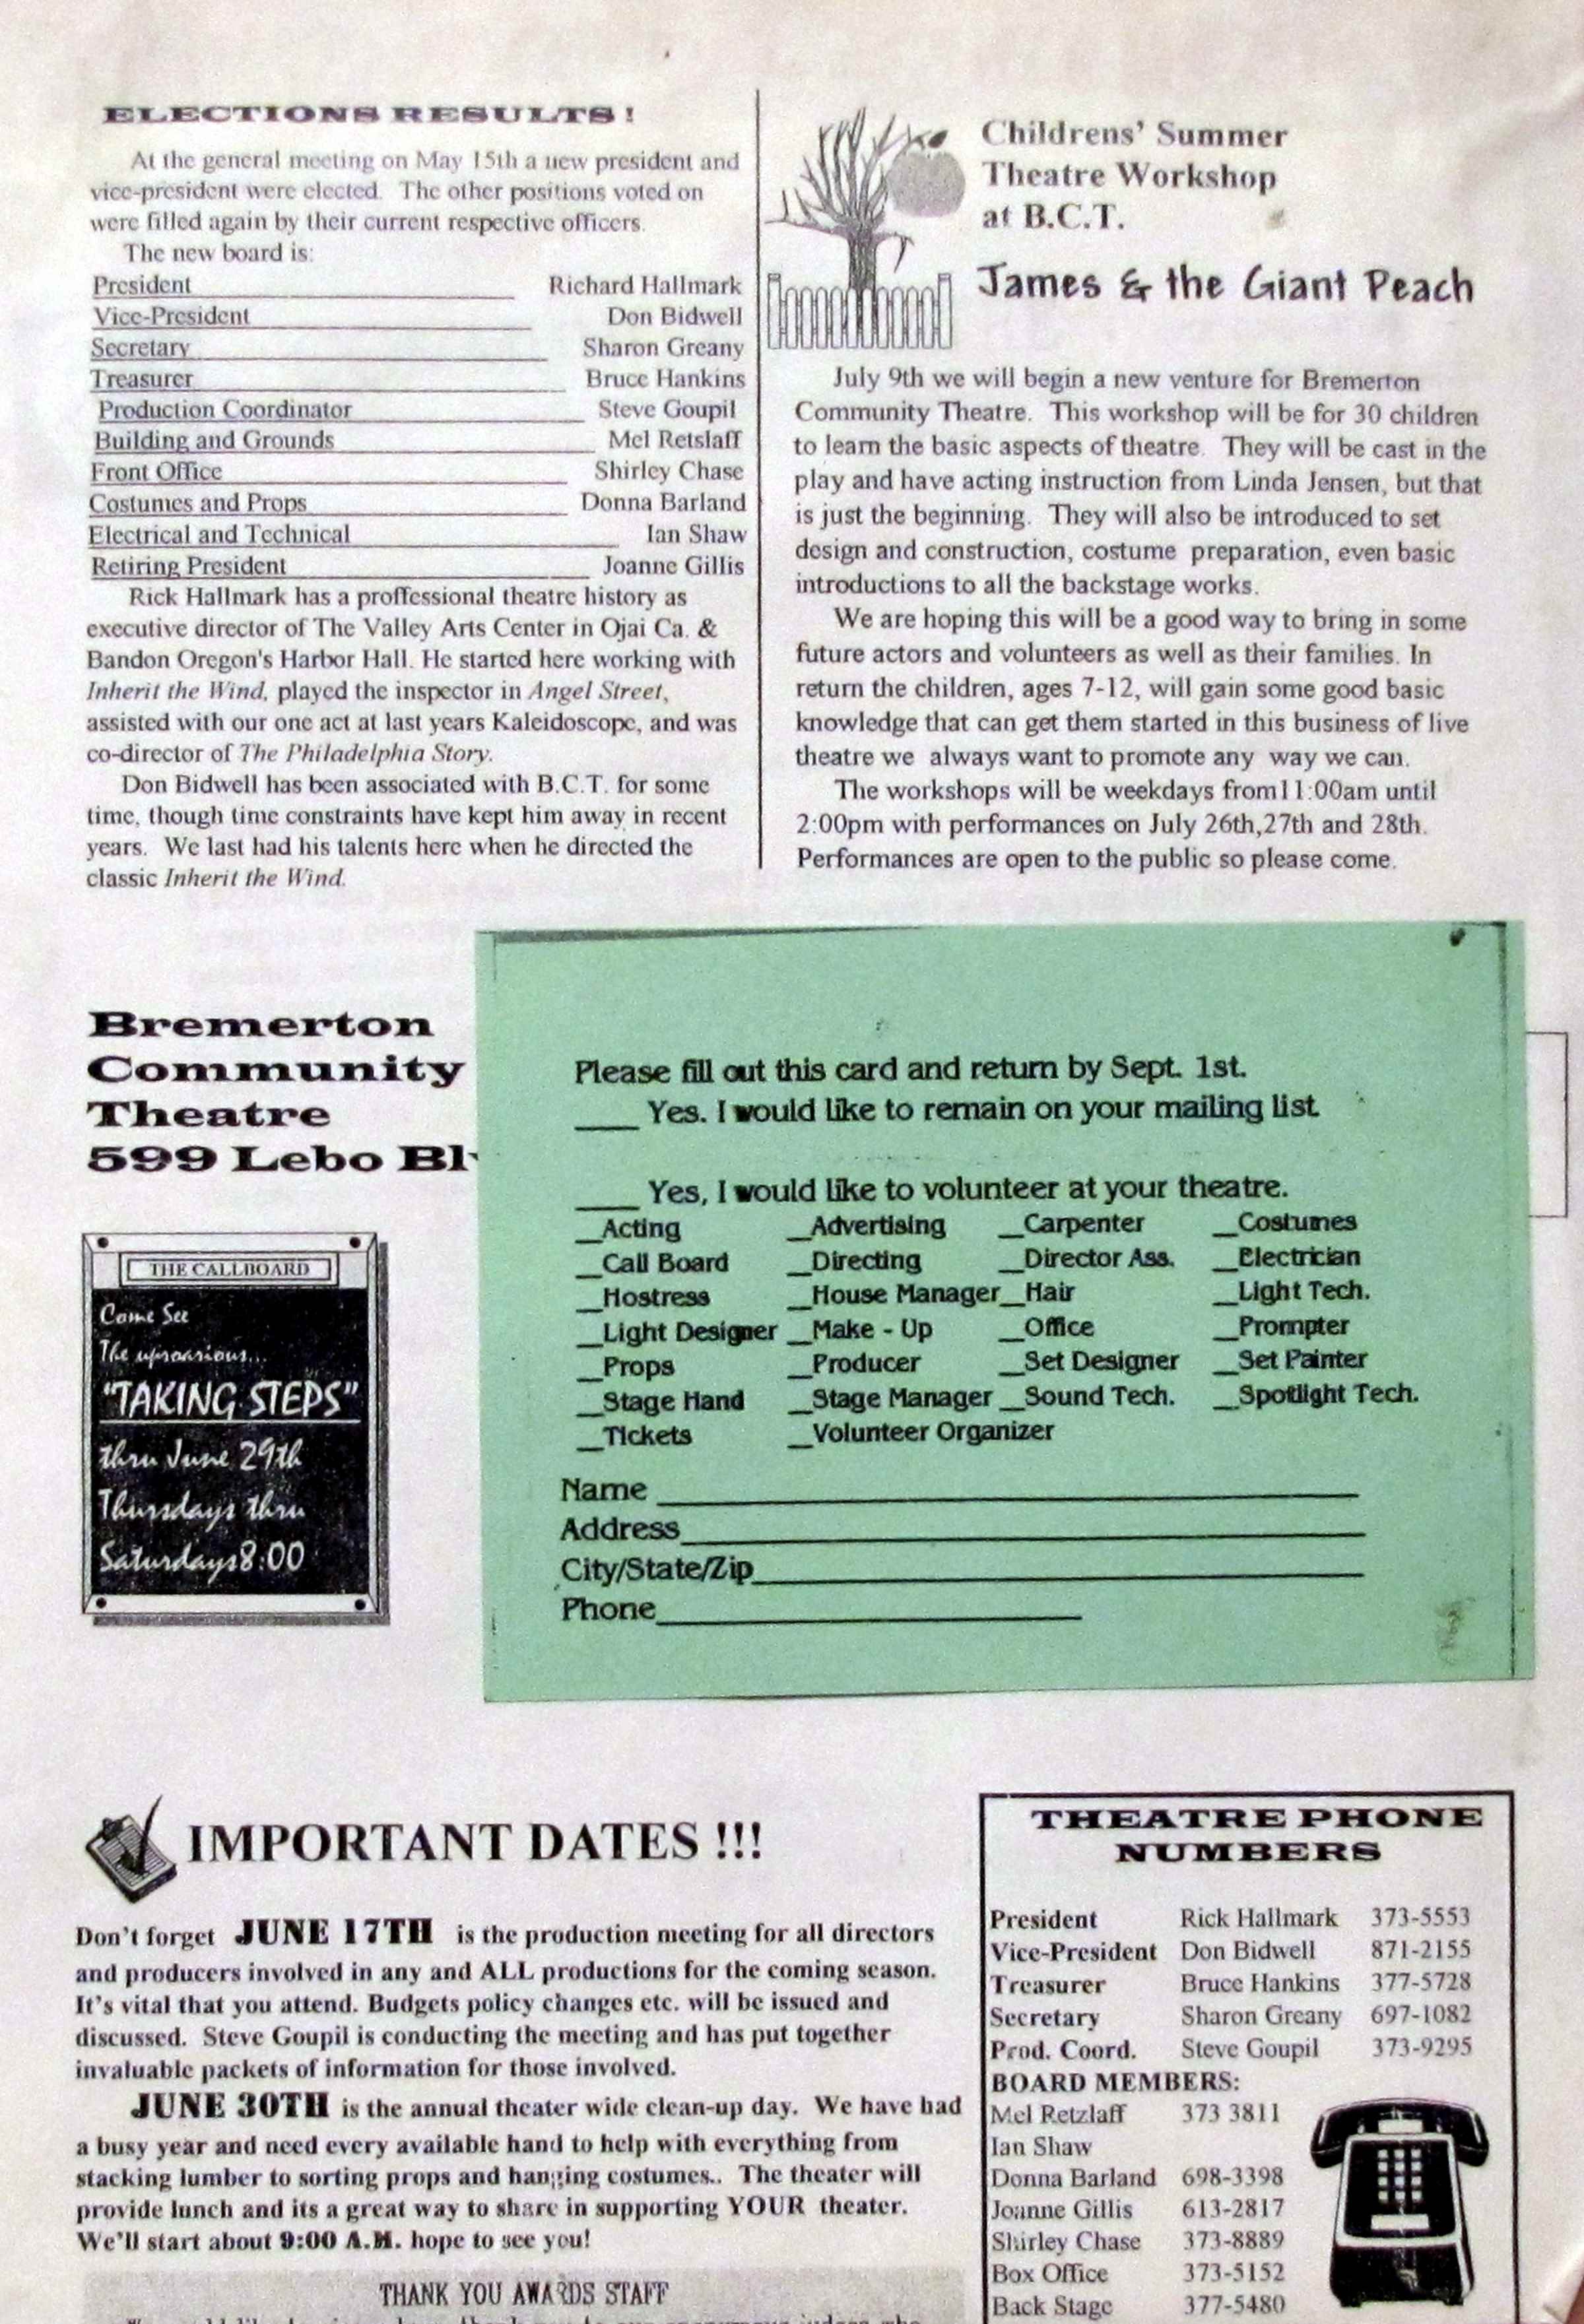 ELECTIONS RESULTS !
At the general meeting on May 15th a new president and
vice-president were elected. The other positions voted on
were filled again by their current respective officers.
The new board is:
President Richard Hallmark
Vice-President Don Bidwell
Secretary Sharon Greany
Treasurer Bruce Hankins
Production Coordinator Steve Goupil
Building and Grounds Mel Retslaff
Front Office Shirley Chase
Costumes and Props Donna Barland
Electrical and Technical Ian Shaw
Retiring President Joanne Gillis
Rick Hallmark has a proffessional theatre history as
executive director of The Valley Arts Center in Ojai Ca. &
Bandon Oregon's Harbor Hall. He started here working with
Inherit the Wind, played the inspector in Angel Street,
assisted with our one act at last years Kaleidoscope, and was
co-director of The Philadelphia Story.
Don Bidwell has been associated with B.C.T. for some
time, though time constraints have kept him away in recent
years. We last had his talents here when he directed the
classic Inherit the Wind.
Childrens' Summer
Theatre Workshop
at B.C.T.
James & the Giant Peach
July 9th we will begin a new venture for Bremerton
Community Theatre. This workshop will be for 30 children
to learn the basic aspects of theatre. They will be cast in the
play and have acting instruction from Linda Jensen, but that
is just the beginning. They will also be introduced to set
design and construction, costume preparation, even basic
introductions to all the backstage works.
We are hoping this will be a good way to bring in some
future actors and volunteers as well as their families. In
return the children, ages 7-12, will gain some good basic
knowledge that can get them started in this business of live
theatre we always want to promote any way we can.
The workshops will be weekdays from11:00am until
2:00pm with performances on July 26th,27th and 28th.
Performances are open to the public so please come.
Bremerton
Community
Theatre
599 Lebo Bl
THE CALLBOARD
Come See
The uproarious...
"TAKING STEPS"
thru June 29th
Thursdays thru
Saturdays8:00
Please fill out this card and return by Sept. 1st.
___ Yes. I would like to remain on your mailing list
___ Yes, I would like to volunteer at your theatre.
_Acting _Advertising _Carpenter _Costumes
_Call Board _Directing _Director Ass. _Electrician
_Hostress _House Manager _Hair _Light Tech.
_Light Designer _Make - Up _Office _Prompter
_Props _Producer _Set Designer _Set Painter
_Stage Hand _Stage Manager _Sound Tech. _Spotlight Tech.
_Tickets _Volunteer Organizer
Name
Address
City/State/Zip
Phone
IMPORTANT DATES !!!
Don't forget JUNE 17TH is the production meeting for all directors
and producers involved in any and ALL productions for the coming season.
It's vital that you attend. Budgets policy changes etc. will be issued and
discussed. Steve Goupil is conducting the meeting and has put together
invaluable packets of information for those involved.
JUNE 30TH is the annual theater wide clean-up day. We have had
a busy year and need every available hand to help with everything from
stacking lumber to sorting props and hanging costumes.. The theater will
provide lunch and its a great way to share in supporting YOUR theater.
We'll start about 9:00 A.M. hope to see you!
THANK YOU AWARDS STAFF
THEATRE PHONE
NUMBERS
President Rick Hallmark 373-5553
Vice-President Don Bidwell 871-2155
Treasurer Bruce Hankins 377-5728
Secretary Sharon Greany 697-1082
Prod. Coord. Steve Goupil 373-9295
BOARD MEMBERS:
Mel Retzlaff 373 3811
Ian Shaw
Donna Barland 698-3398
Joanne Gillis 613-2817
Shirley Chase 373-8889
Box Office 373-5152
Back Stage 377-5480